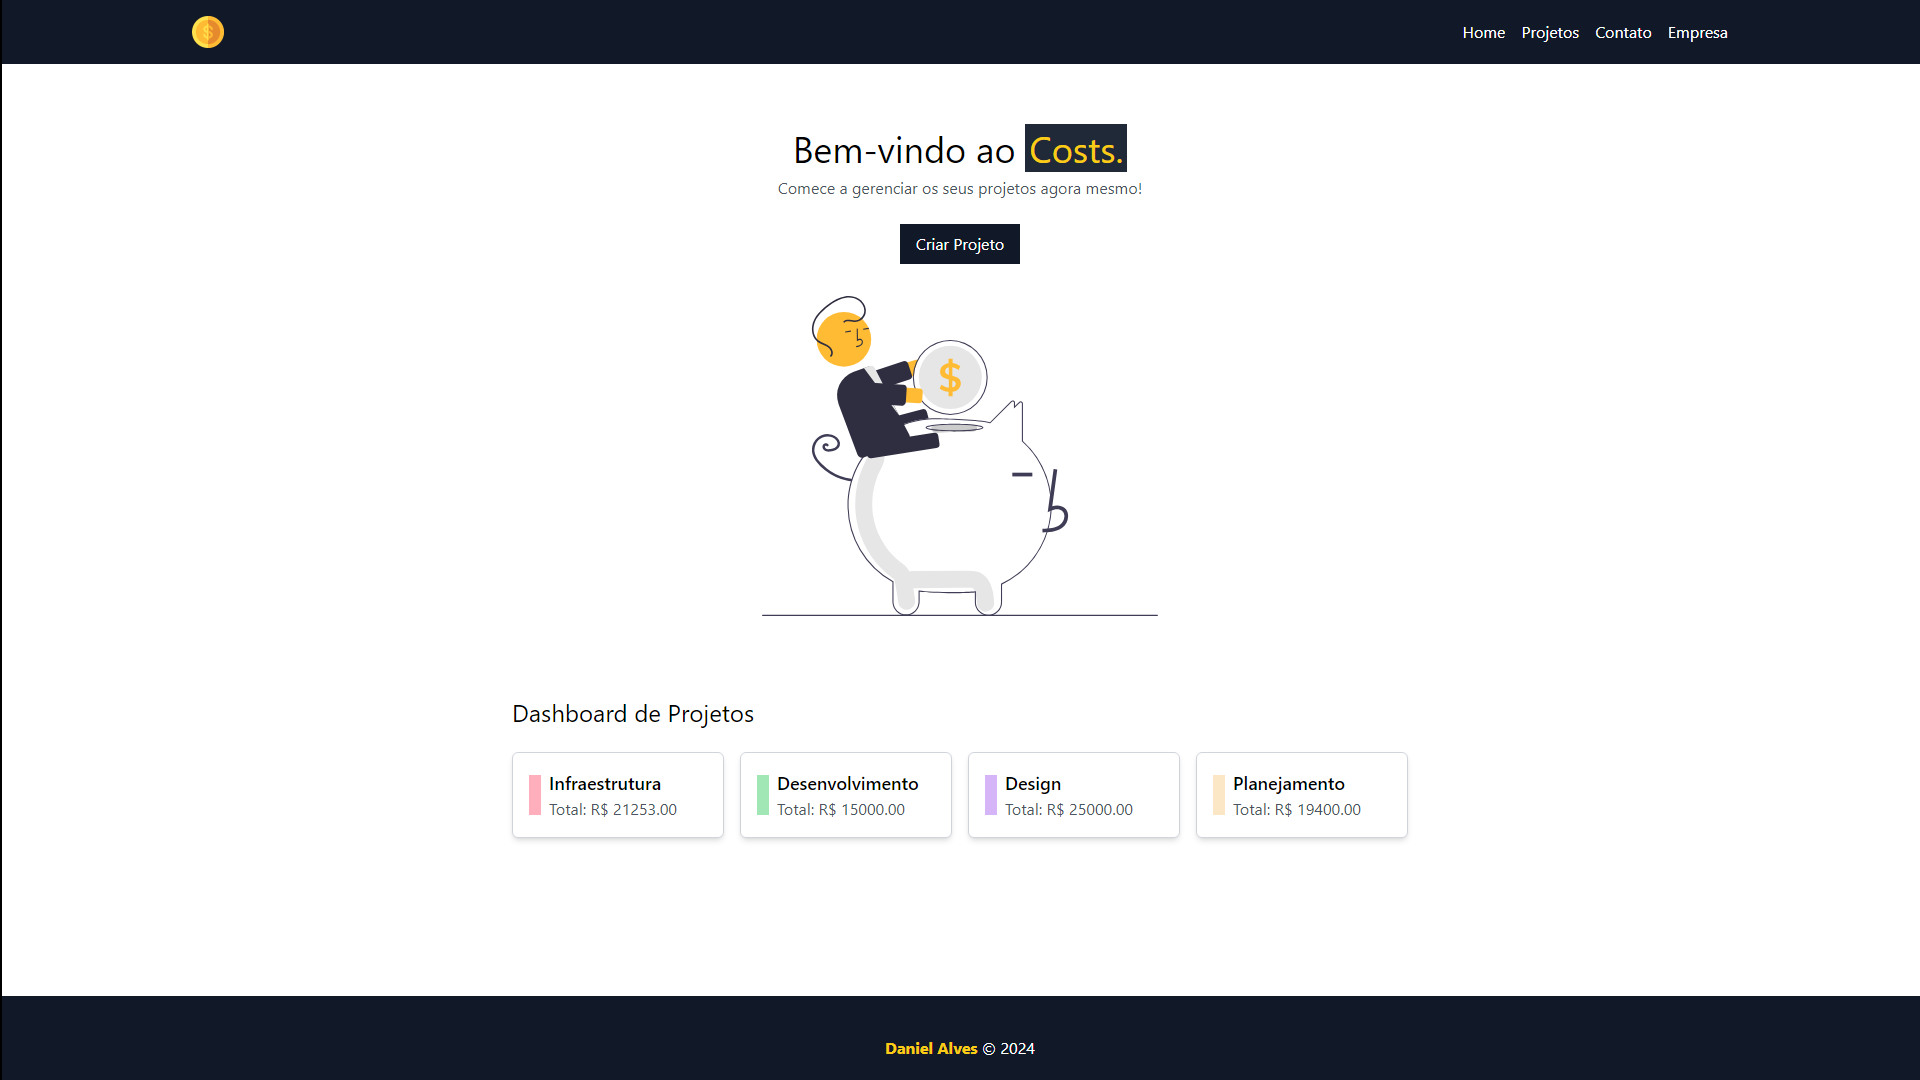 $
Home Projetos Contato Empresa
Bem-vindo ao Costs.
Comece a gerenciar os seus projetos agora mesmo!
Criar Projeto
$
Dashboard de Projetos
Infraestrutura
Total: R$ 21253.00
Desenvolvimento
Total: R$ 15000.00
Design
Total: R$ 25000.00
Planejamento
Total: R$ 19400.00
Daniel Alves © 2024